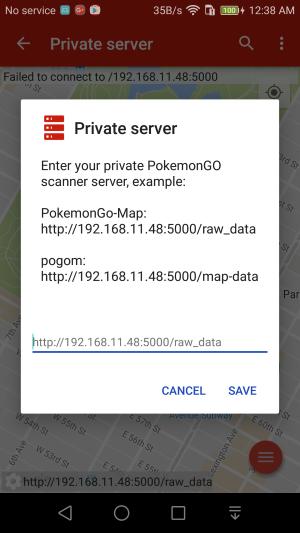 No service
35B/s
100
12:38 AM
Private server
Failed to connect to /192.168.11.48:5000
Private server
Enter your private PokemonGO
scanner server, example:
PokemonGo-Map:
http://192.168.11.48:5000/raw_data
pogom:
http://192.168.11.48:5000/map-data
http://192.168.11.48:5000/raw_data
CANCEL
SAVE
Par
7th Ave
W 54th St
W 53rd St
6th Ave
E 56th St
E 54th St
Avenue Subway
http://192.168.11.48:5000/raw_data